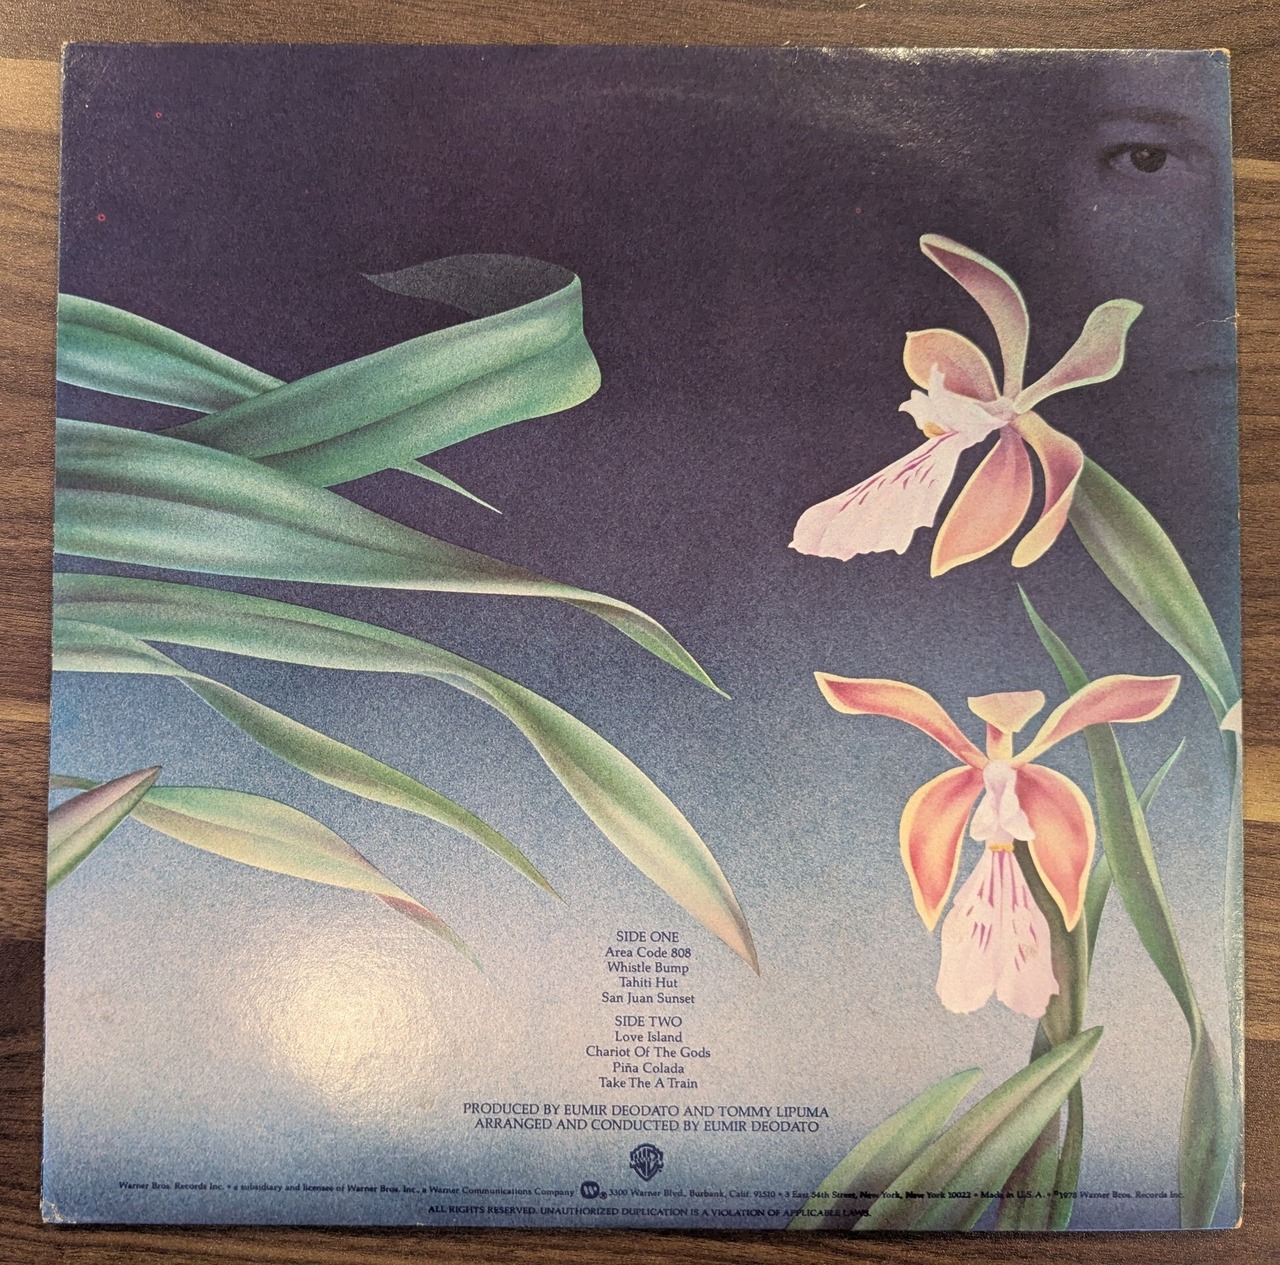 SIDE ONE
Area Code 808
Whistle Bump
Tahiti Hut
San Juan Sunset
SIDE TWO
Love Island
Chariot Of The Gods
Piña Colada
Take The A Train
PRODUCED BY EUMIR DEODATO AND TOMMY LIPUMA
ARRANGED AND CONDUCTED BY EUMIR DEODATO
Warner Bros. Records Inc. • a subsidiary and licensee of Warner Bros. Inc., a Warner Communications Company ® 3300 Warner Blvd., Burbank, Calif. 91510 • 3 East 54th Street, New York, New York 10022 • Made in U.S.A. • ℗1978 Warner Bros. Records Inc.
ALL RIGHTS RESERVED. UNAUTHORIZED DUPLICATION IS A VIOLATION OF APPLICABLE LAWS.